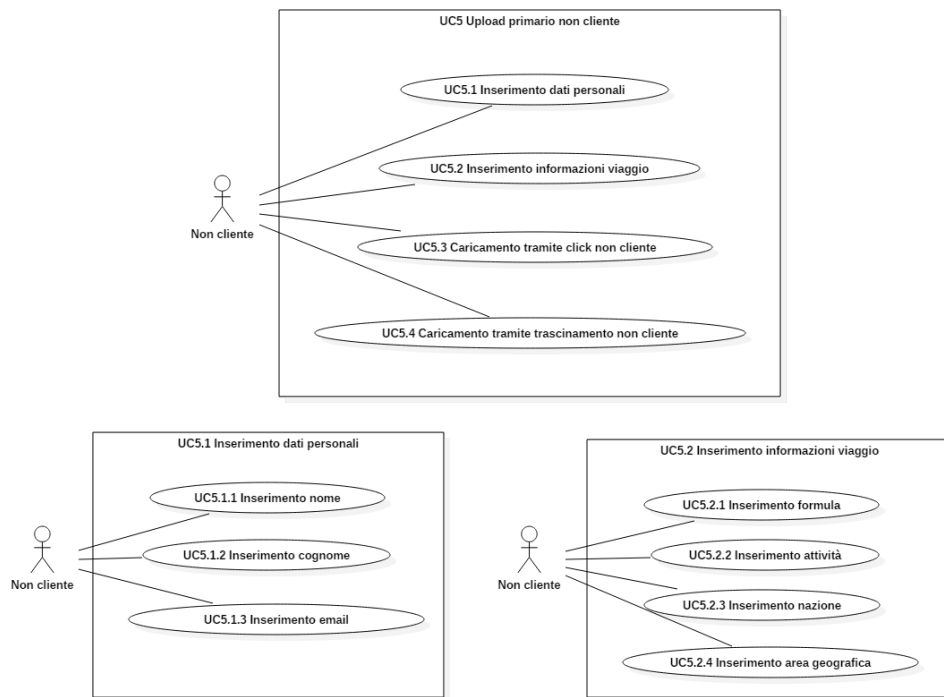 UC5 Upload primario non cliente
UC5.1 Inserimento dati personali
UC5.2 Inserimento informazioni viaggio
Non cliente
UC5.3 Caricamento tramite click non cliente
UC5.4 Caricamento tramite trascinamento non cliente
UC5.1 Inserimento dati personali
UC5.1.1 Inserimento nome
UC5.1.2 Inserimento cognome
Non cliente
UC5.1.3 Inserimento email
UC5.2 Inserimento informazioni viaggio
UC5.2.1 Inserimento formula
UC5.2.2 Inserimento attività
Non cliente
UC5.2.3 Inserimento nazione
UC5.2.4 Inserimento area geografica